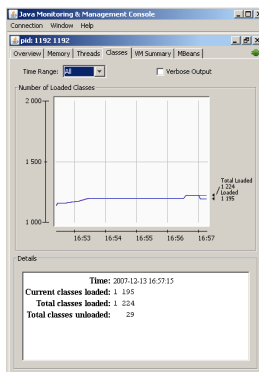 Java Monitoring & Management Console
Connection Window Help
pid: 1192 1192
Overview Memory Threads Classes VM Summary MBeans
Time Range: All Verbose Output
Number of Loaded Classes
2 000
1 500
1 000
Total Loaded
1 224
Loaded
1 195
16:53 16:54 16:55 16:56 16:57
Details
Time: 2007-12-13 16:57:15
Current classes loaded: 1 195
Total classes loaded: 1 224
Total classes unloaded: 29